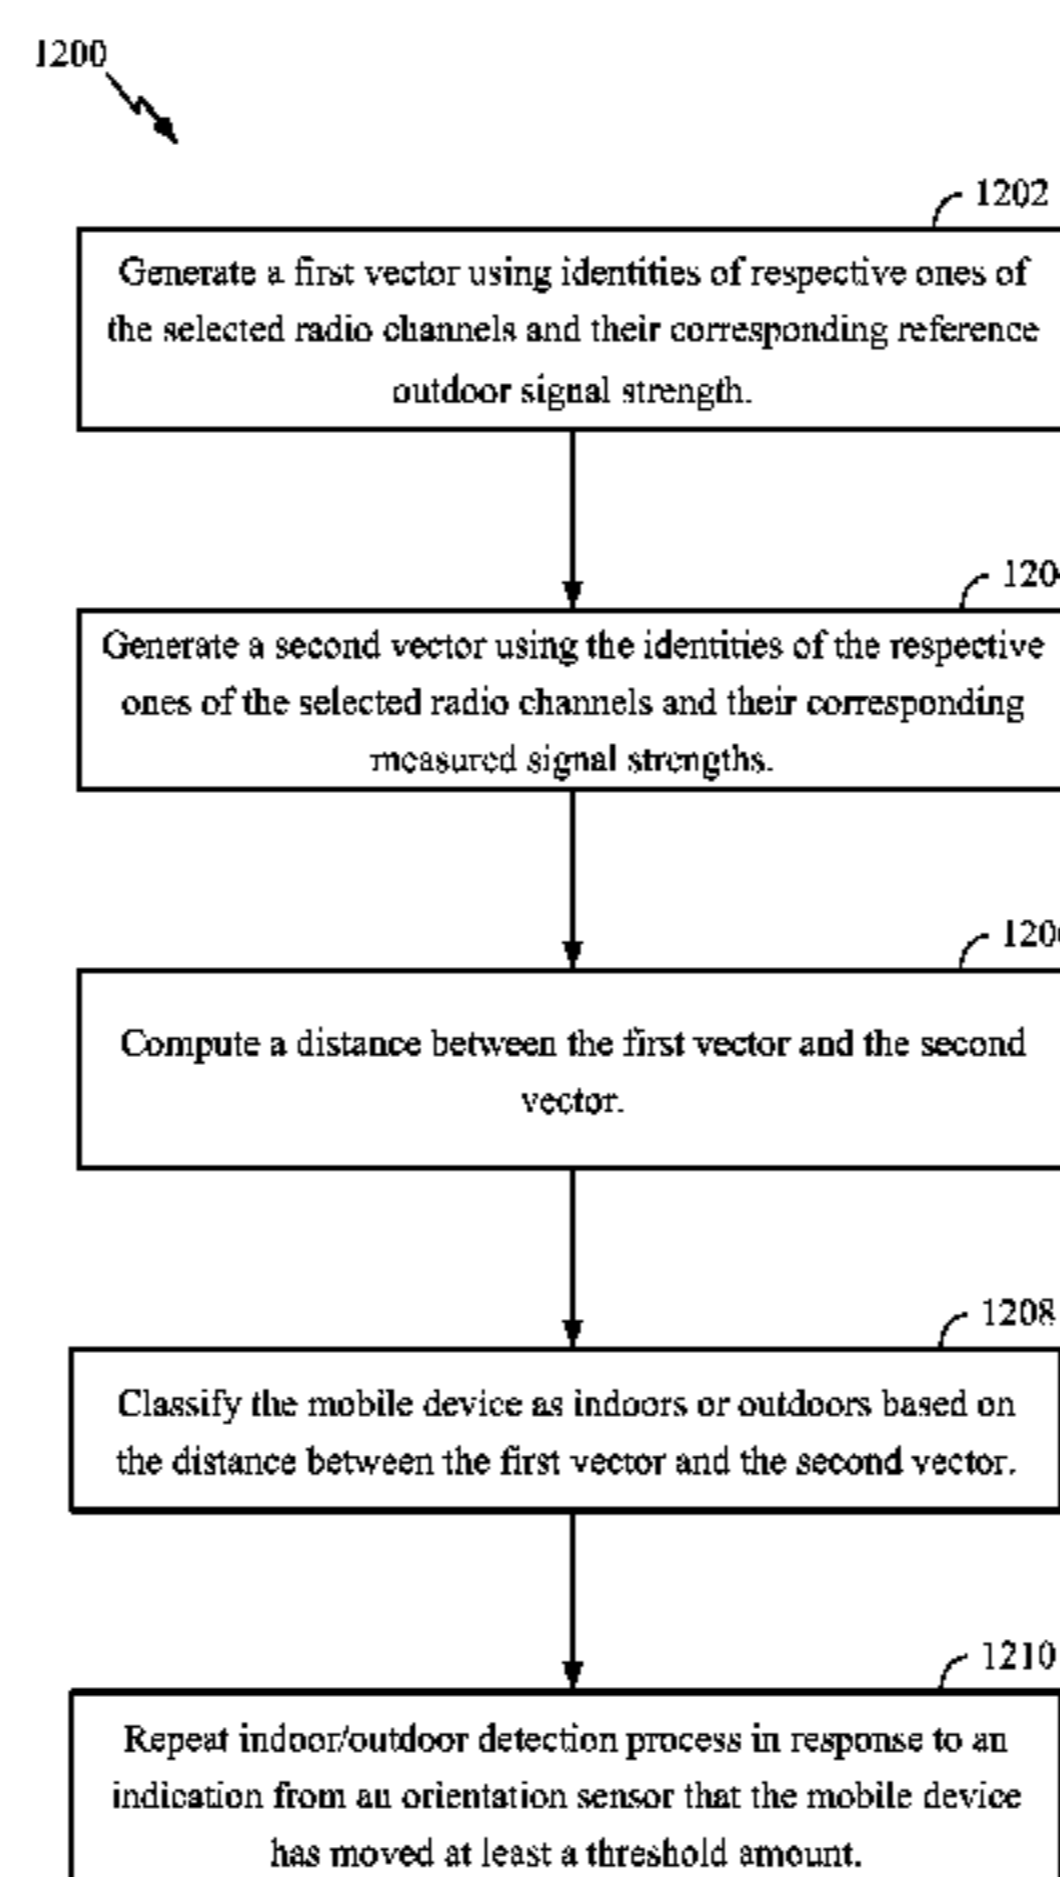 1200
1202
Generate a first vector using identities of respective ones of
the selected radio channels and their corresponding reference
outdoor signal strength.
120
Generate a second vector using the identities of the respective
ones of the selected radio channels and their corresponding
measured signal strengths.
120
Compute a distance between the first vector and the second
vector.
1208
Classify the mobile device as indoors or outdoors based on
the distance between the first vector and the second vector.
1210
Repeat indoor/outdoor detection process in response to an
indication from an orientation sensor that the mobile device
has moved at least a threshold amount.